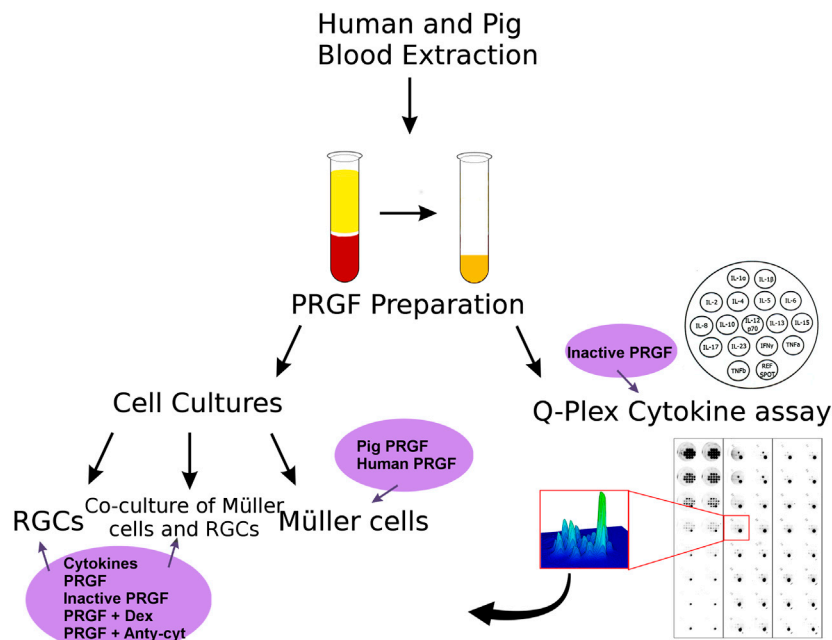 Human and Pig
Blood Extraction
PRGF Preparation
IL-1α
IL-1β
IL-2
IL-4
IL-5
IL-6
IL-8
IL-10
IL-12
p70
IL-13
IL-15
IL-17
IL-23
IFNγ
TNFa
TNFb
REF
SPOT
Inactive PRGF
Q-Plex Cytokine assay
Cell Cultures
Pig PRGF
Human PRGF
RGCs
Co-culture of Müller
cells and RGCs
Müller cells
Cytokines
PRGF
Inactive PRGF
PRGF + Dex
PRGF + Anty-cyt